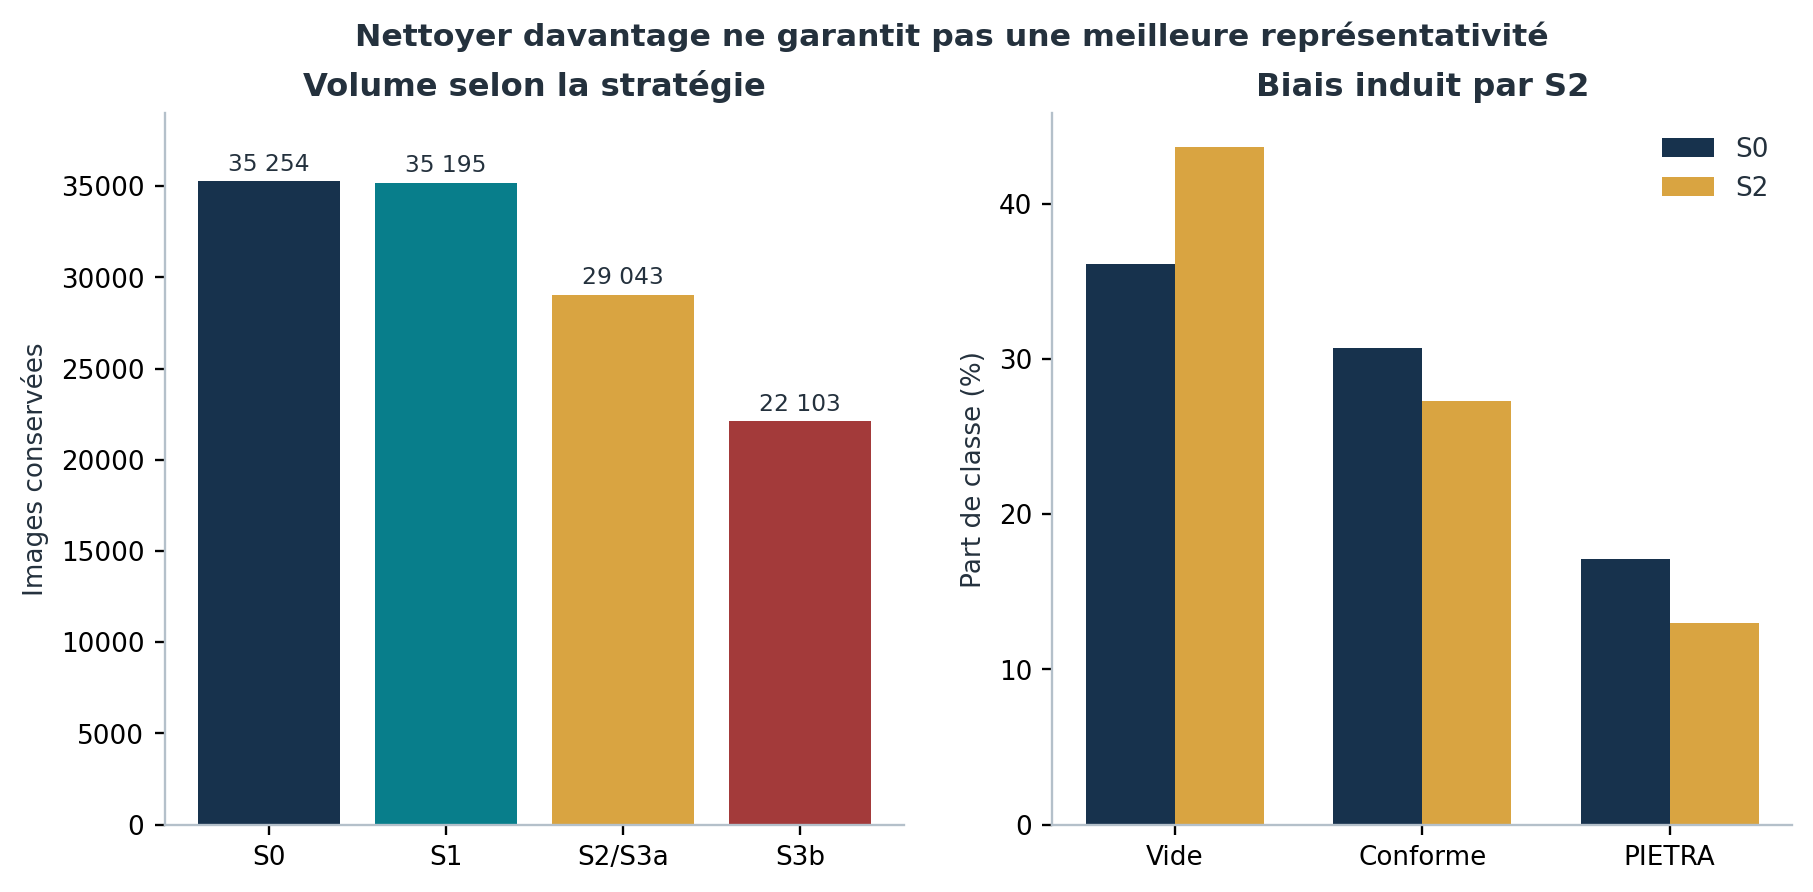 Nettoyer davantage ne garantit pas une meilleure représentativité
Volume selon la stratégie
Images conservées
35000
30000
25000
20000
15000
10000
5000
0
35 254
35 195
29 043
22 103
S0
S1
S2/S3a
S3b
Biais induit par S2
Part de classe (%)
40
30
20
10
0
S0
S2
Vide
Conforme
PIETRA